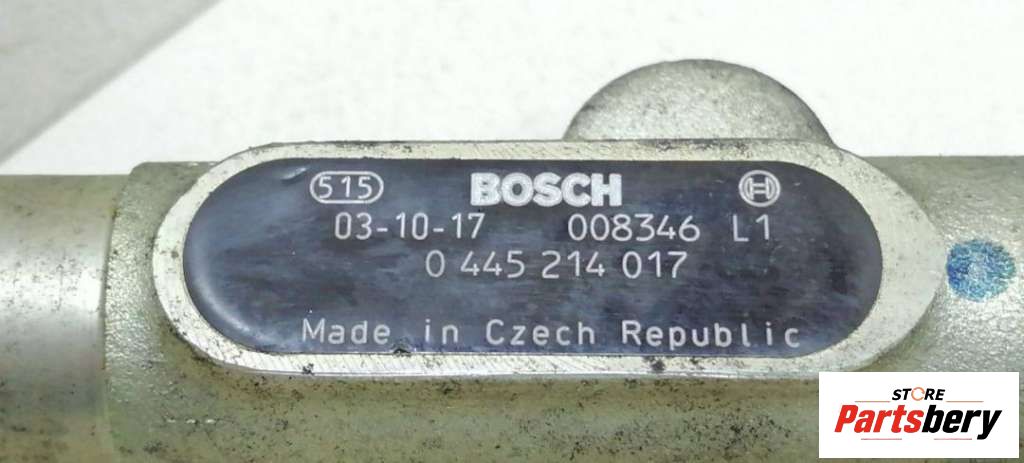 515 BOSCH
03-10-17 008346 L1
0 445 214 017
Made in Czech Republic
STORE
Partsbery